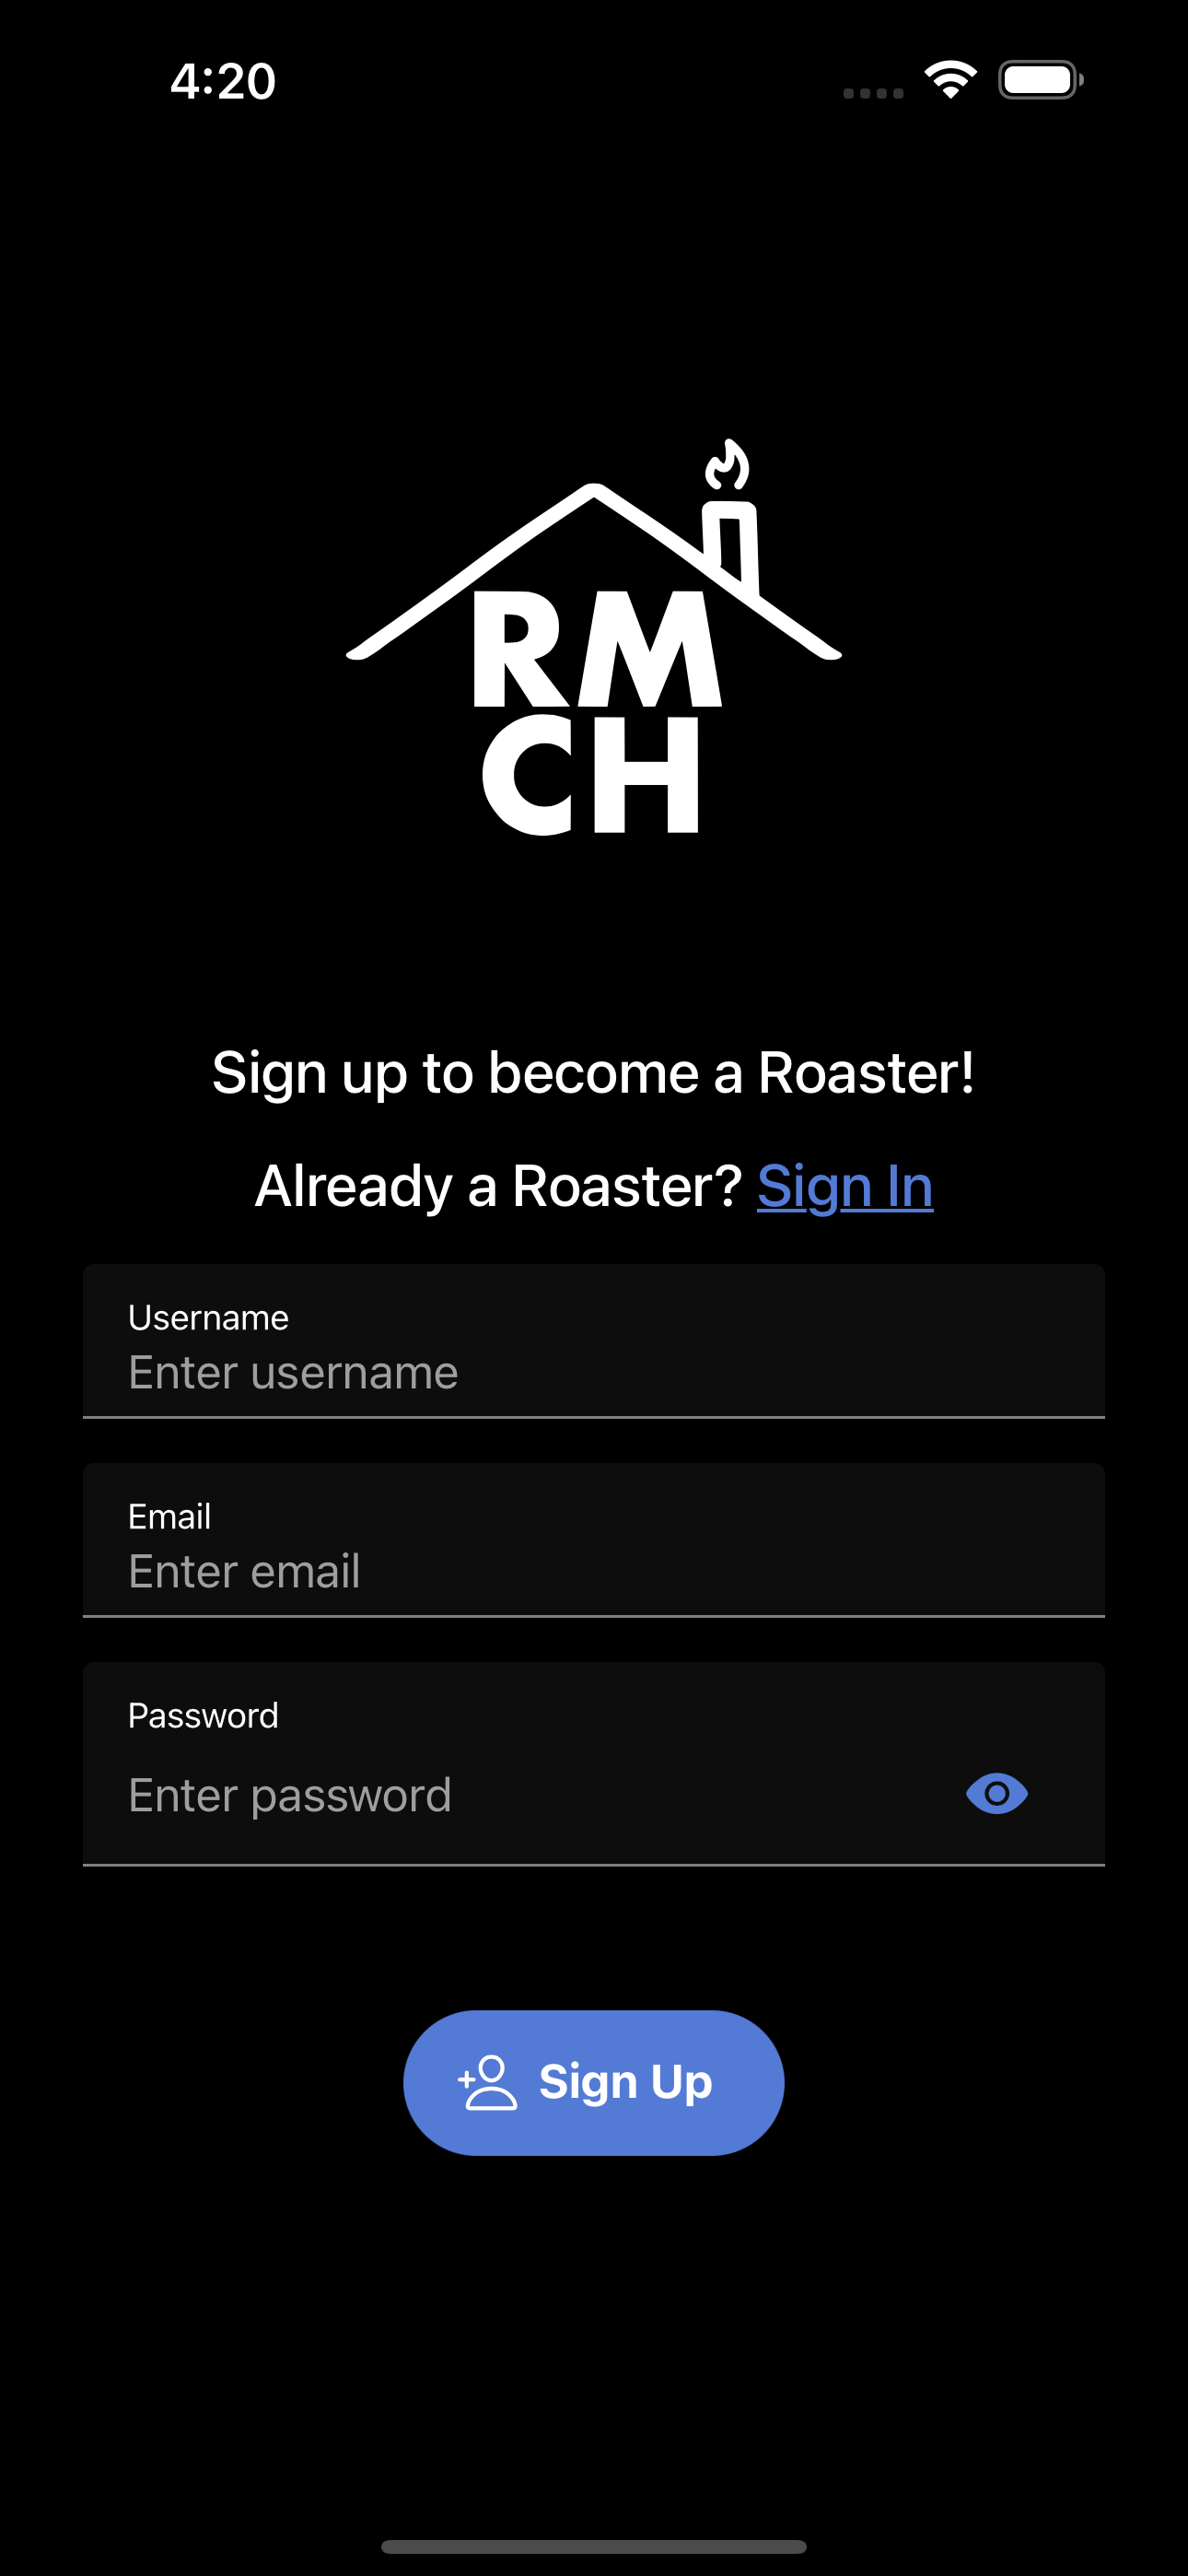 4:20
RM
CH
Sign up to become a Roaster!
Already a Roaster? Sign In
Username
Enter username
Email
Enter email
Password
Enter password
Sign Up